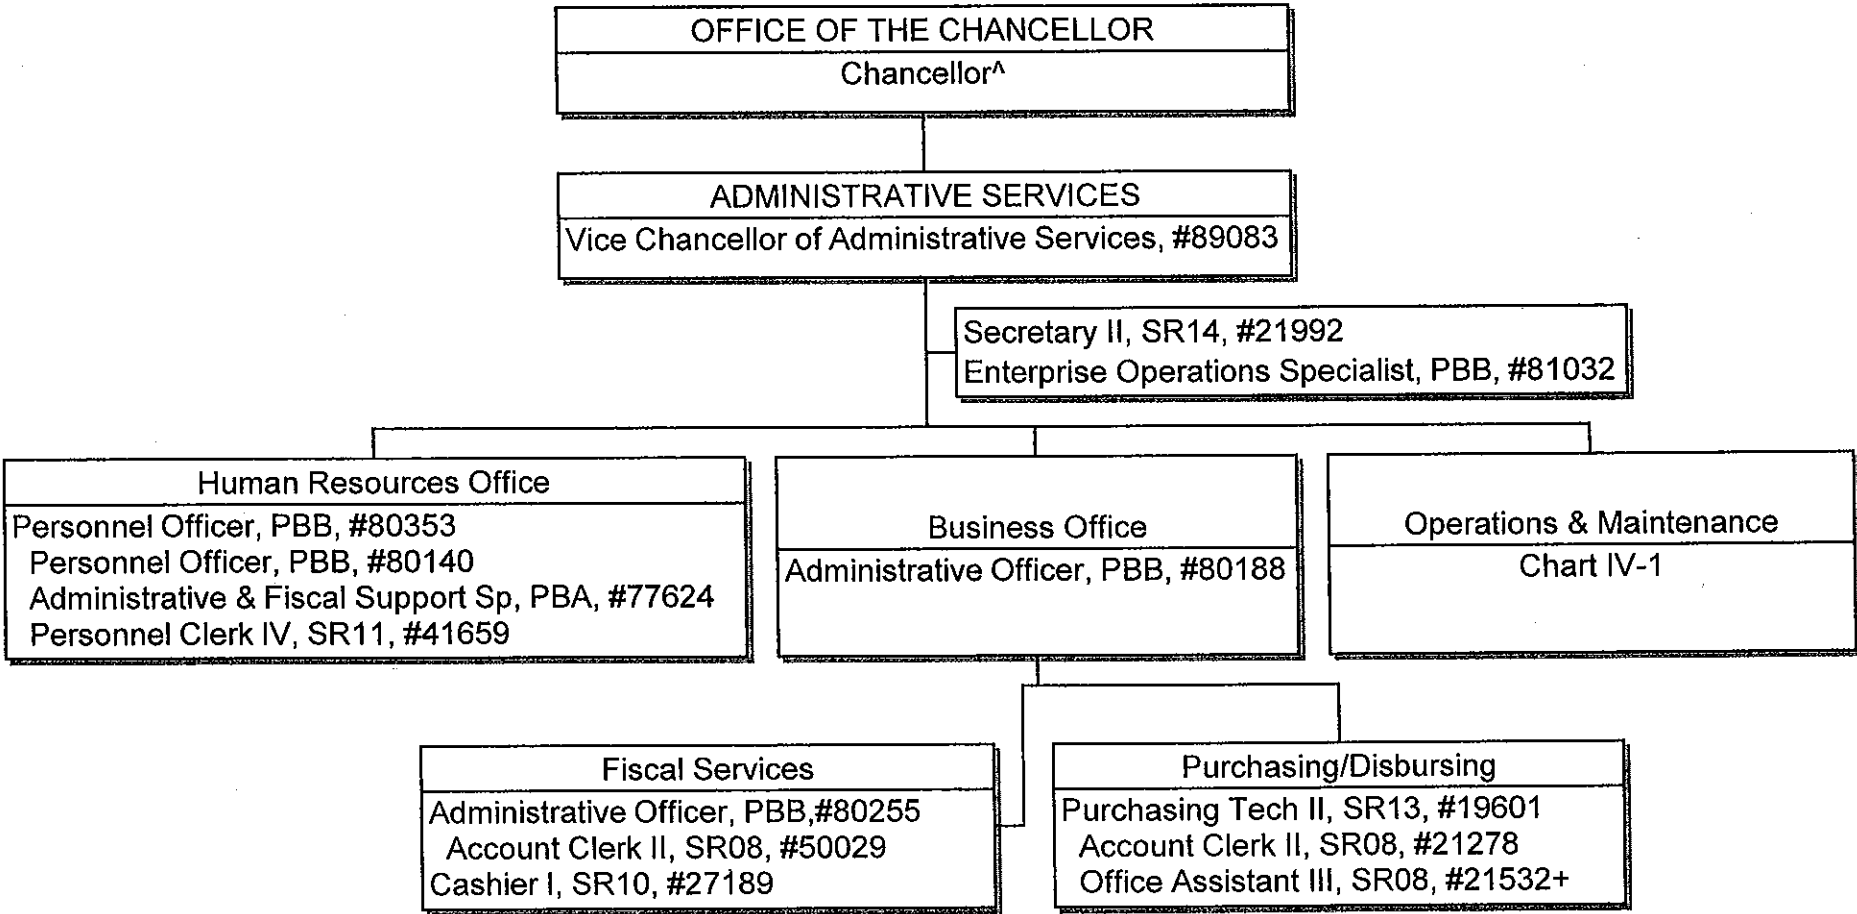 OFFICE OF THE CHANCELLOR
Chancellor^
ADMINISTRATIVE SERVICES
Vice Chancellor of Administrative Services, #89083
Secretary II, SR14, #21992
Enterprise Operations Specialist, PBB, #81032
Human Resources Office
Personnel Officer, PBB, #80353
Personnel Officer, PBB, #80140
Administrative & Fiscal Support Sp, PBA, #77624
Personnel Clerk IV, SR11, #41659
Business Office
Administrative Officer, PBB, #80188
Operations & Maintenance
Chart IV-1
Fiscal Services
Administrative Officer, PBB,#80255
Account Clerk II, SR08, #50029
Cashier I, SR10, #27189
Purchasing/Disbursing
Purchasing Tech II, SR13, #19601
Account Clerk II, SR08, #21278
Office Assistant III, SR08, #21532+